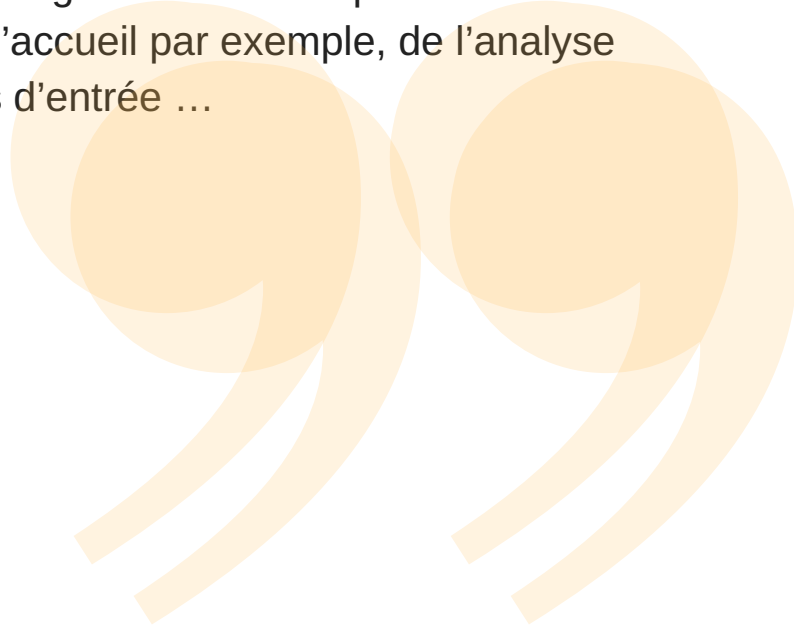 ’accueil par exemple, de l’analyse
d’entrée …